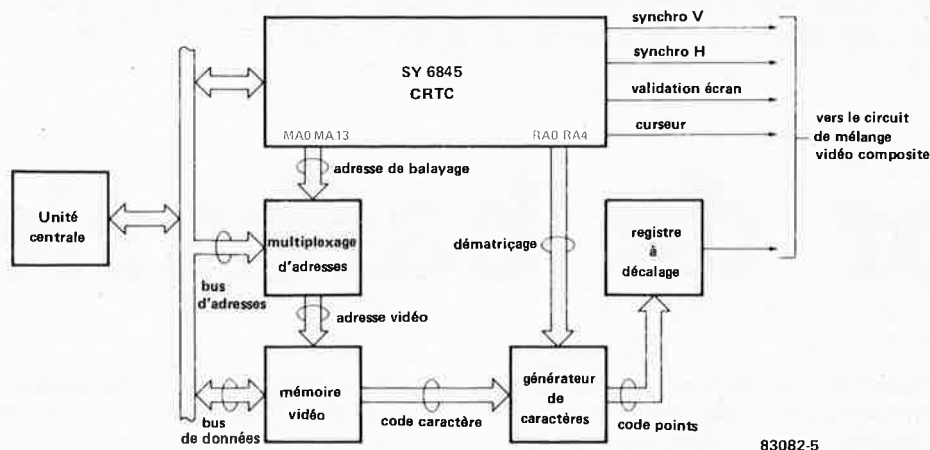 synchro V
synchro H
SY 6845
CRTC
validation écran
curseur
vers le circuit
de mélange
vidéo composite
MA0 MA13
RA0 RA4
adresse de balayage
Unité
centrale
multiplexage
d'adresses
dématriçage
registre
à
décalage
bus
d'adresses
adresse vidéo
mémoire
vidéo
générateur
de
caractères
bus
de données
code caractère
code points
83082-5